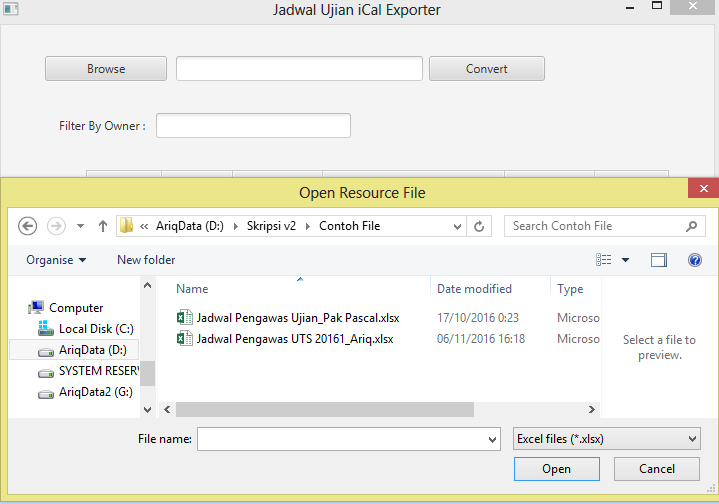 Jadwal Ujian iCal Exporter
Browse
Convert
Filter By Owner :
Open Resource File
« AriqData (D:) Skripsi v2 Contoh File
Search Contoh File
Organise New folder
Name Date modified Type
Computer
Local Disk (C:)
AriqData (D:)
SYSTEM RESER
AriqData2 (G:)
Jadwal Pengawas Ujian_Pak Pascal.xlsx 17/10/2016 0:23 Microso
Jadwal Pengawas UTS 20161_Ariq.xlsx 06/11/2016 16:18 Microso
Select a file to
preview.
File name:
Excel files (*.xlsx)
Open Cancel